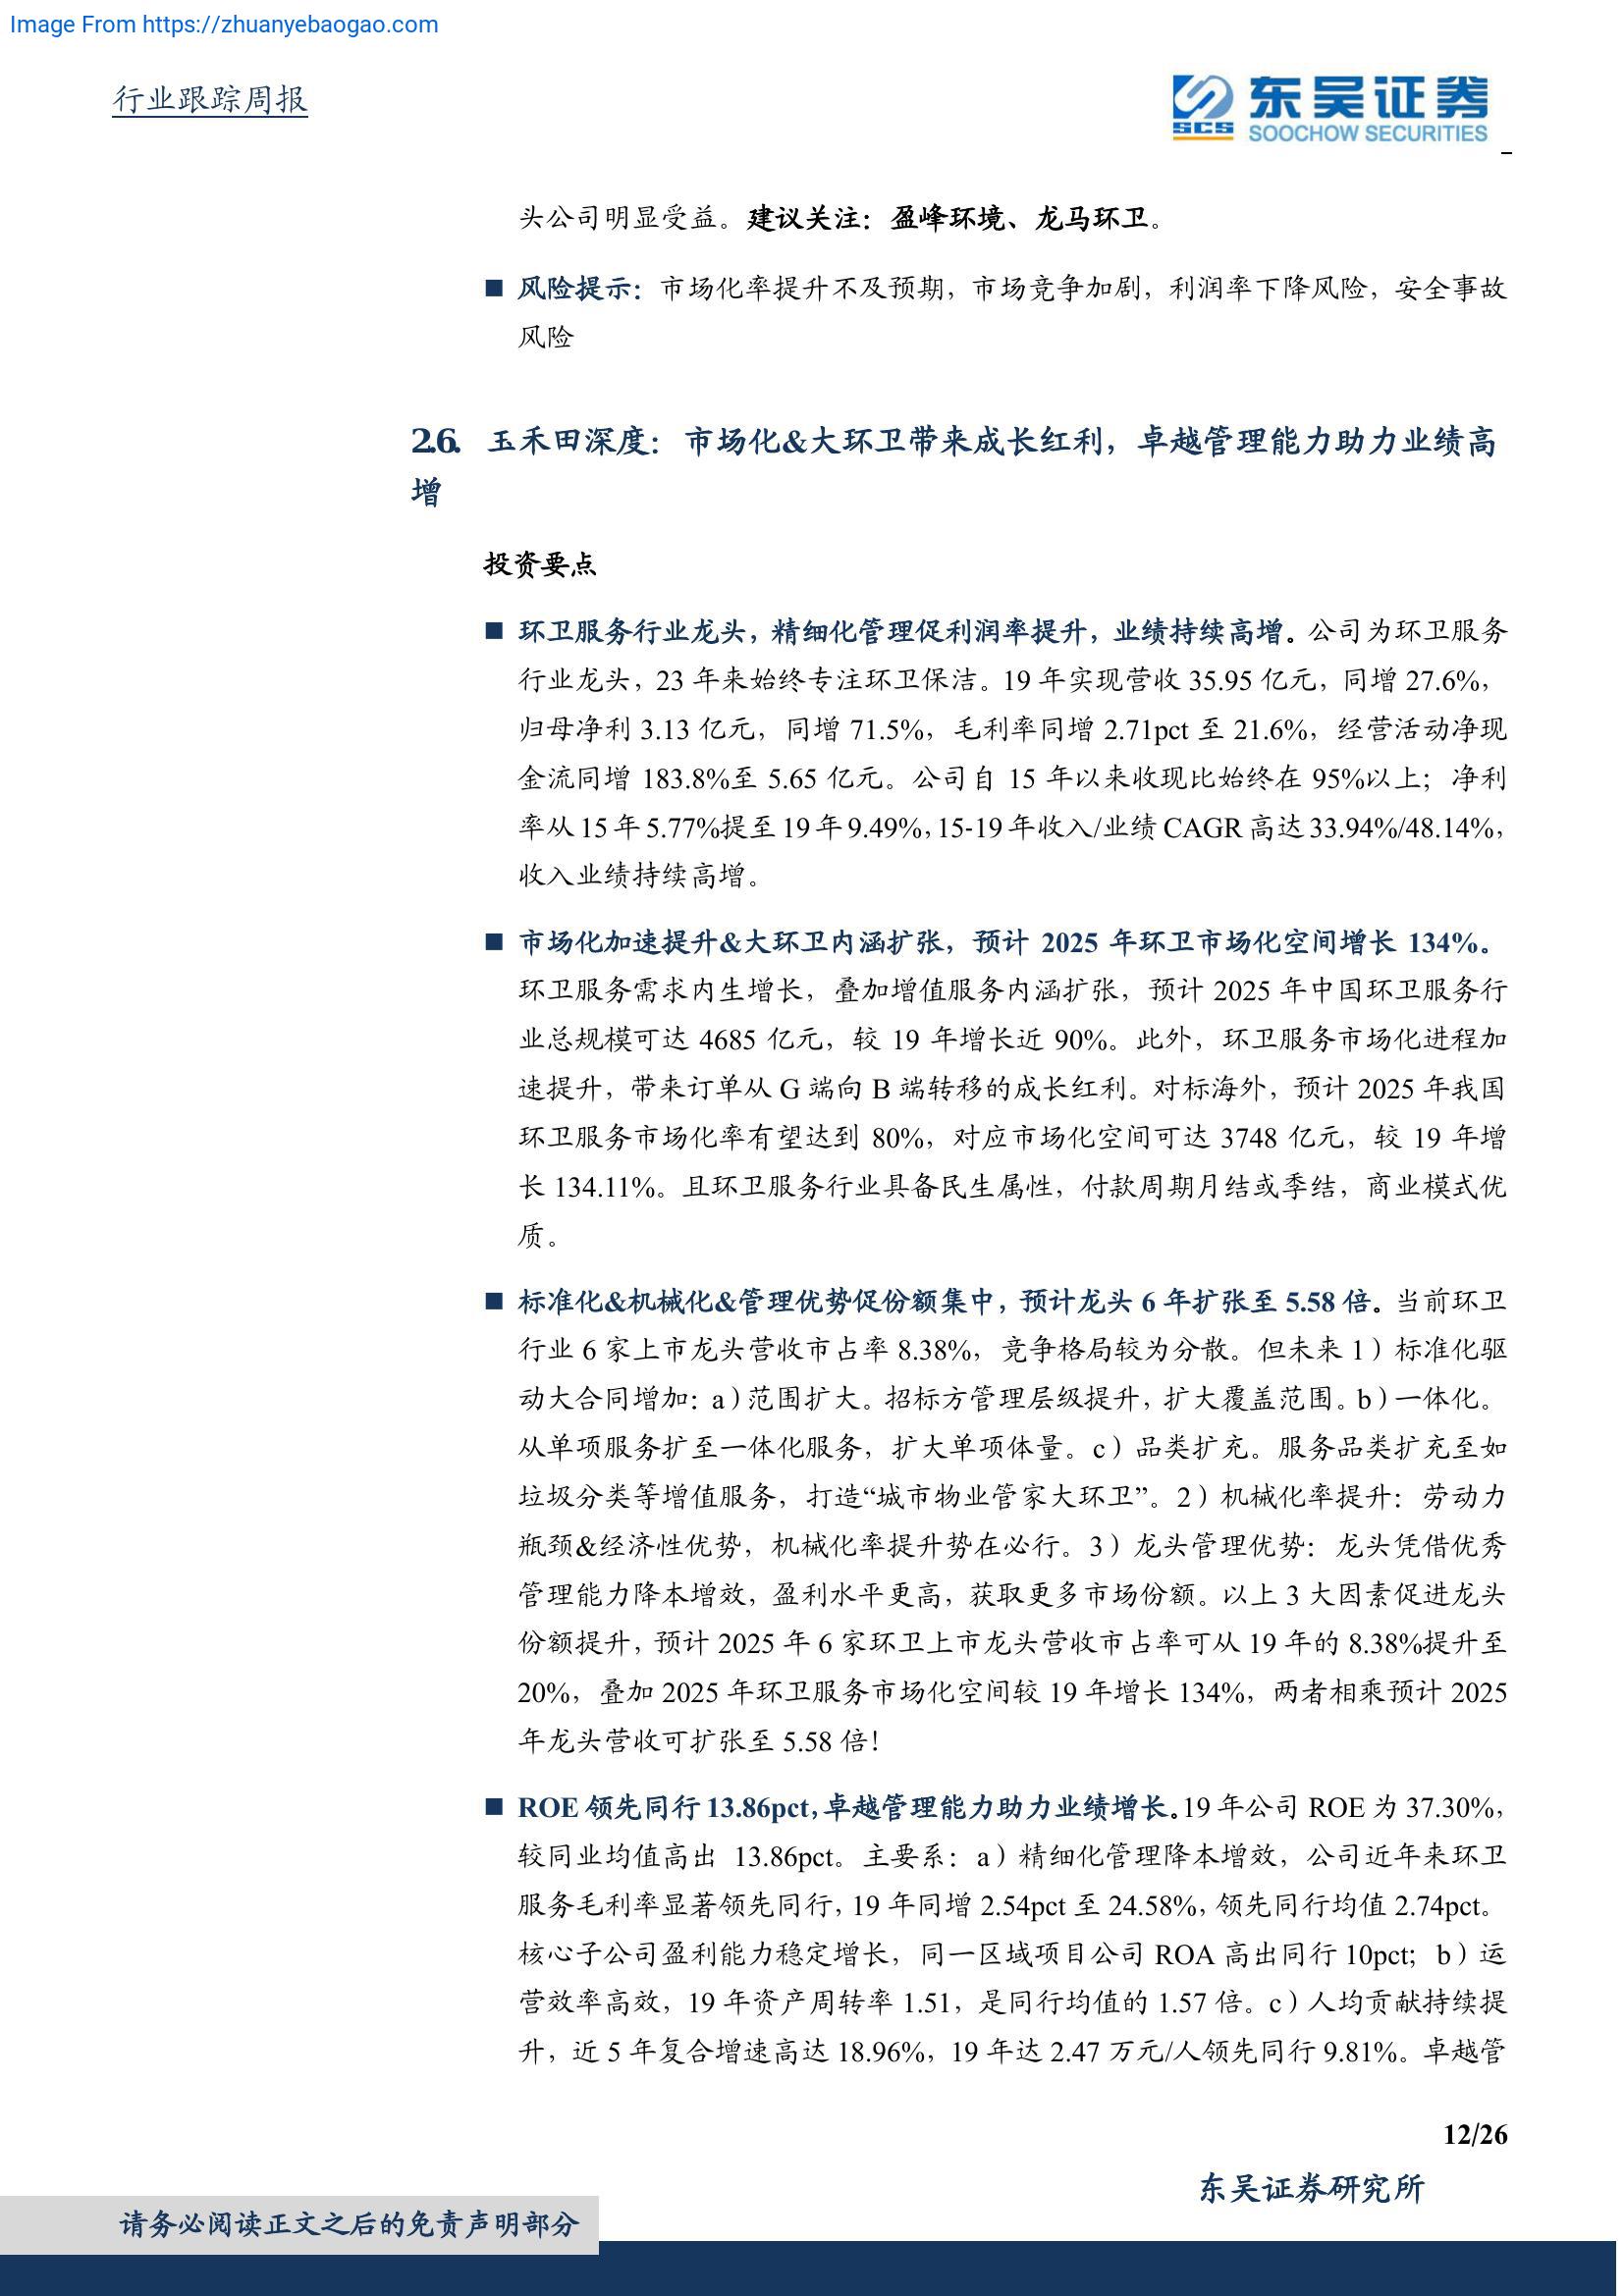 Image From https://zhuanyebaogao.com
行业跟踪周报
东吴证券
SCS
SOOCHOW SECURITIES
头公司明显受益。建议关注：盈峰环境、龙马环卫。
■ 风险提示：市场化率提升不及预期，市场竞争加剧，利润率下降风险，安全事故
风险
2.6. 玉禾田深度：市场化&大环卫带来成长红利，卓越管理能力助力业绩高
增
投资要点
■ 环卫服务行业龙头，精细化管理促利润率提升，业绩持续高增。公司为环卫服务
行业龙头，23 年来始终专注环卫保洁。19 年实现营收 35.95 亿元，同增 27.6%，
归母净利 3.13 亿元，同增 71.5%，毛利率同增 2.71pct 至 21.6%，经营活动净现
金流同增 183.8%至 5.65 亿元。公司自 15 年以来收现比始终在 95%以上；净利
率从 15 年 5.77%提至 19 年 9.49%，15-19 年收入/业绩 CAGR 高达 33.94%/48.14%，
收入业绩持续高增。
■ 市场化加速提升&大环卫内涵扩张，预计 2025 年环卫市场化空间增长 134%。
环卫服务需求内生增长，叠加增值服务内涵扩张，预计 2025 年中国环卫服务行
业总规模可达 4685 亿元，较 19 年增长近 90%。此外，环卫服务市场化进程加
速提升，带来订单从 G 端向 B 端转移的成长红利。对标海外，预计 2025 年我国
环卫服务市场化率有望达到 80%，对应市场化空间可达 3748 亿元，较 19 年增
长 134.11%。且环卫服务行业具备民生属性，付款周期月结或季结，商业模式优
质。
■ 标准化&机械化&管理优势促份额集中，预计龙头 6 年扩张至 5.58 倍。当前环卫
行业 6 家上市龙头营收市占率 8.38%，竞争格局较为分散。但未来 1）标准化驱
动大合同增加：a）范围扩大。招标方管理层级提升，扩大覆盖范围。b）一体化。
从单项服务扩至一体化服务，扩大单项体量。c）品类扩充。服务品类扩充至如
垃圾分类等增值服务，打造“城市物业管家大环卫”。2）机械化率提升：劳动力
瓶颈&经济性优势，机械化率提升势在必行。3）龙头管理优势：龙头凭借优秀
管理能力降本增效，盈利水平更高，获取更多市场份额。以上 3 大因素促进龙头
份额提升，预计 2025 年 6 家环卫上市龙头营收市占率可从 19 年的 8.38%提升至
20%，叠加 2025 年环卫服务市场化空间较 19 年增长 134%，两者相乘预计 2025
年龙头营收可扩张至 5.58 倍！
■ ROE 领先同行 13.86pct，卓越管理能力助力业绩增长。19 年公司 ROE 为 37.30%，
较同业均值高出 13.86pct。主要系：a）精细化管理降本增效，公司近年来环卫
服务毛利率显著领先同行，19 年同增 2.54pct 至 24.58%，领先同行均值 2.74pct。
核心子公司盈利能力稳定增长，同一区域项目公司 ROA 高出同行 10pct；b）运
营效率高效，19 年资产周转率 1.51，是同行均值的 1.57 倍。c）人均贡献持续提
升，近 5 年复合增速高达 18.96%，19 年达 2.47 万元/人领先同行 9.81%。卓越管
12/26
东吴证券研究所
请务必阅读正文之后的免责声明部分